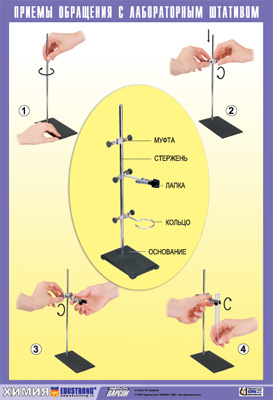 ПРИЕМЫ ОБРАЩЕНИЯ С ЛАБОРАТОРНЫМ ШТАТИВОМ
1
2
МУФТА
СТЕРЖЕНЬ
ЛАПКА
КОЛЬЦО
ОСНОВАНИЕ
3
4
ХИМИЯ
EDUSTRONG